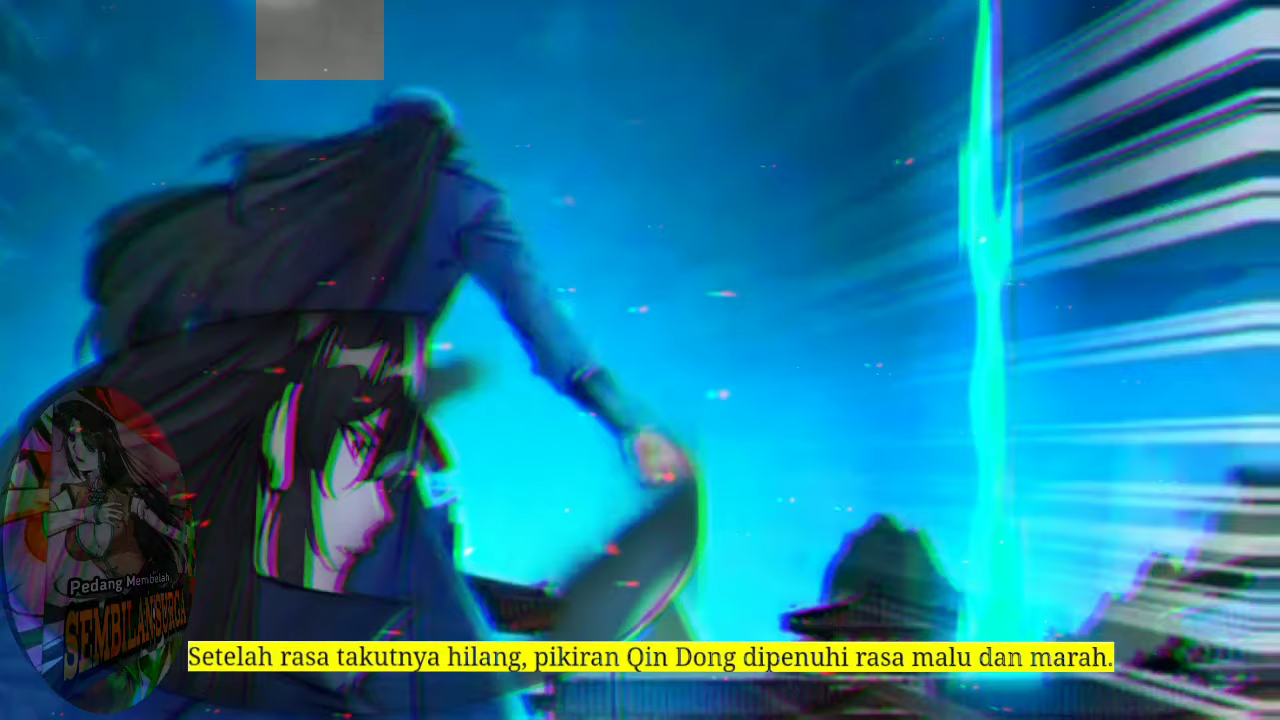 Pedang Membelah
SEMBILAN SURGA
Setelah rasa takutnya hilang, pikiran Qin Dong dipenuhi rasa malu dan marah.